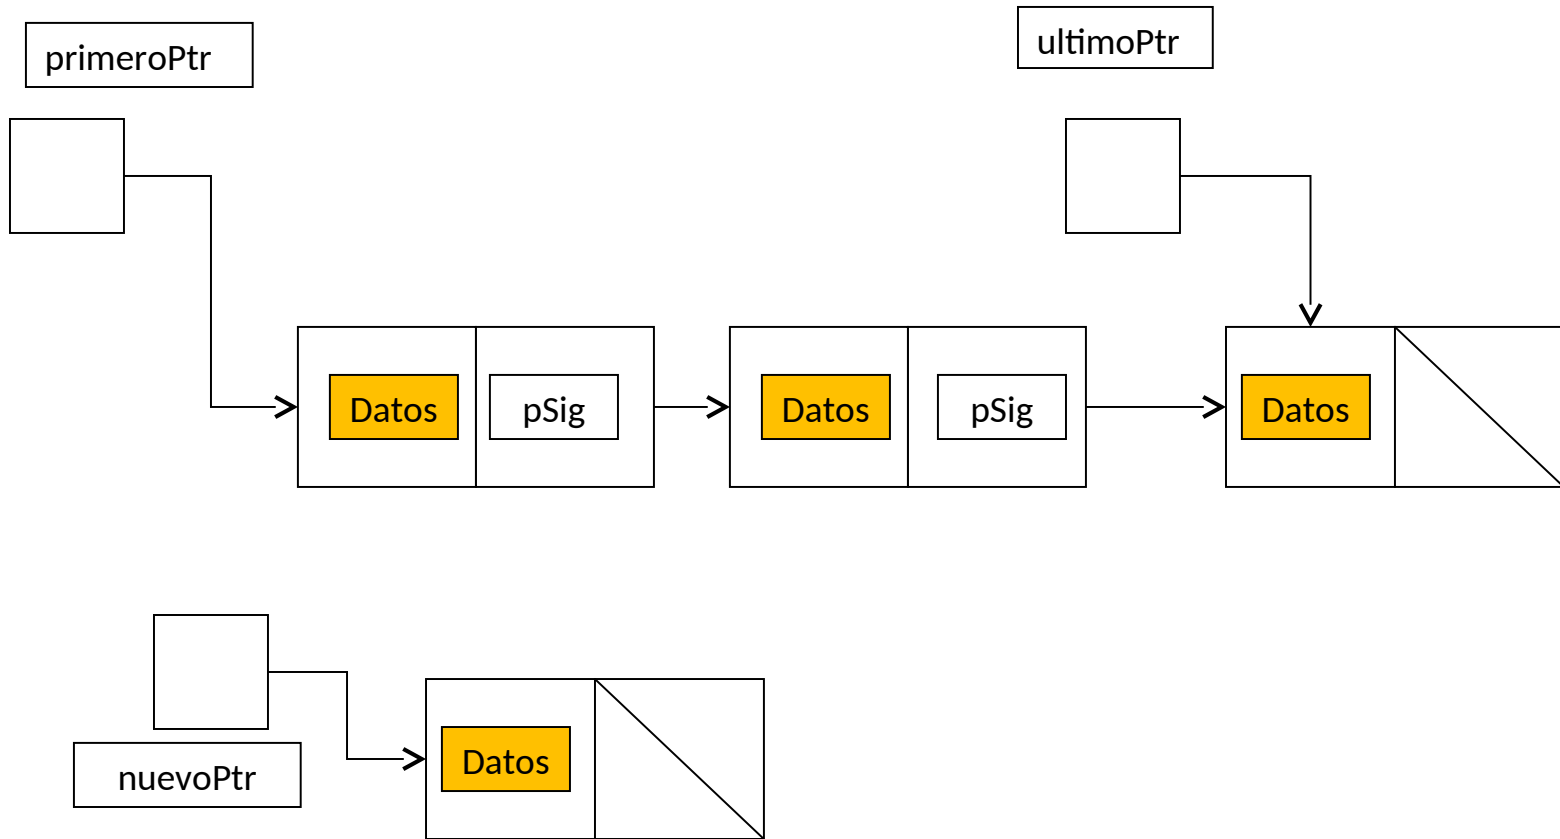 primeroPtr
ultimoPtr
Datos
pSig
Datos
pSig
Datos
Datos
nuevoPtr